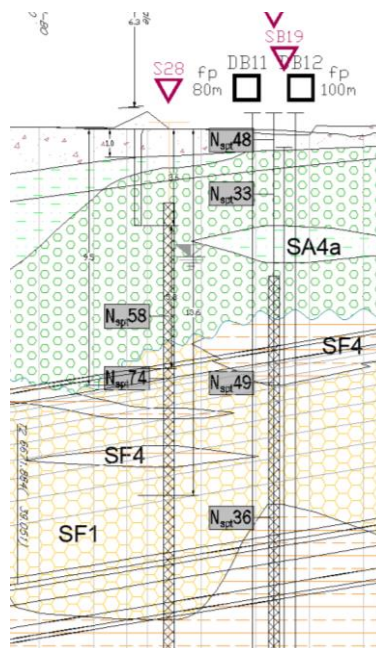 SB19
S28
fp
80m
DB11
DB12
fp
100m
Nspt48
Nspt33
SA4a
Nspt58
SF4
Nspt74
Nspt49
SF4
SF1
Nspt36